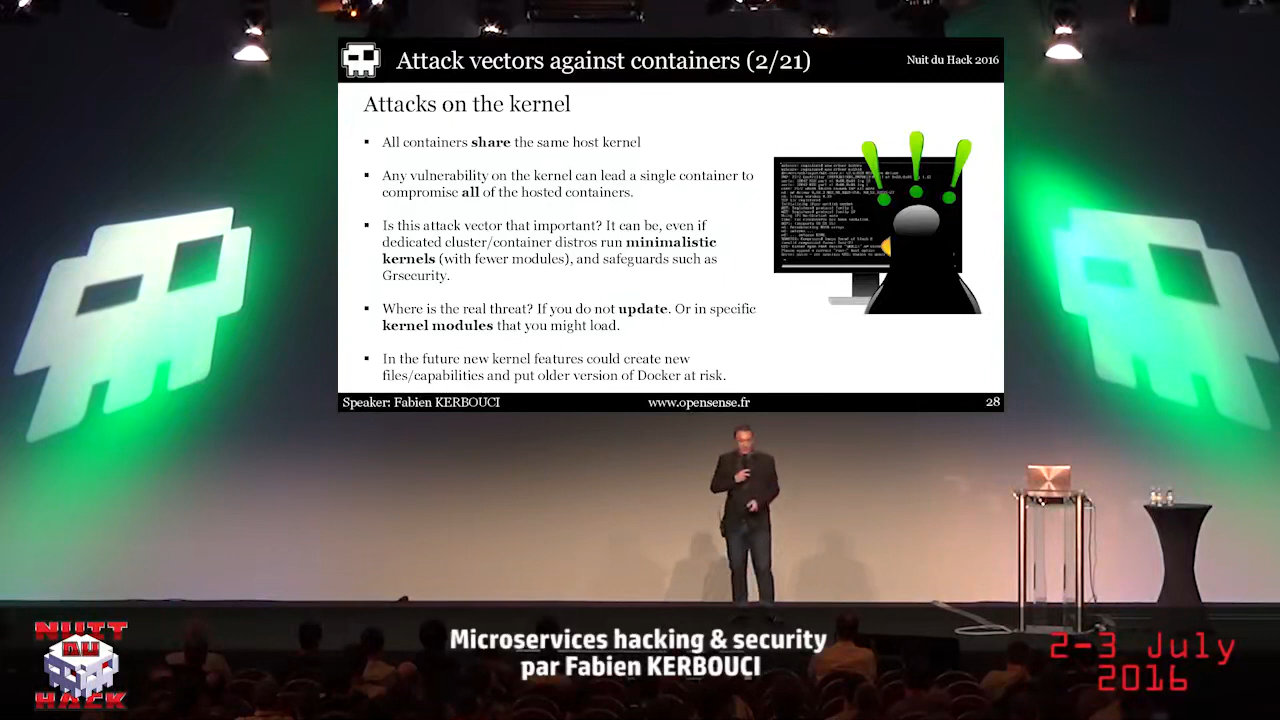 Attack vectors against containers (2/21)
Nuit du Hack 2016
Attacks on the kernel
▪ All containers share the same host kernel
▪ Any vulnerability on the kernel can lead a single container to
compromise all of the hosted containers.
▪ Is this attack vector that important? It can be, even if
dedicated cluster/container distros run minimalistic
kernels (with fewer modules), and safeguards such as
Grsecurity.
▪ Where is the real threat? If you do not update. Or in specific
kernel modules that you might load.
▪ In the future new kernel features could create new
files/capabilities and put older version of Docker at risk.
Speaker: Fabien KERBOUCI
www.opensense.fr
28
NUIT
DU
HACK
Microservices hacking & security
par Fabien KERBOUCI
2-3 July
2016